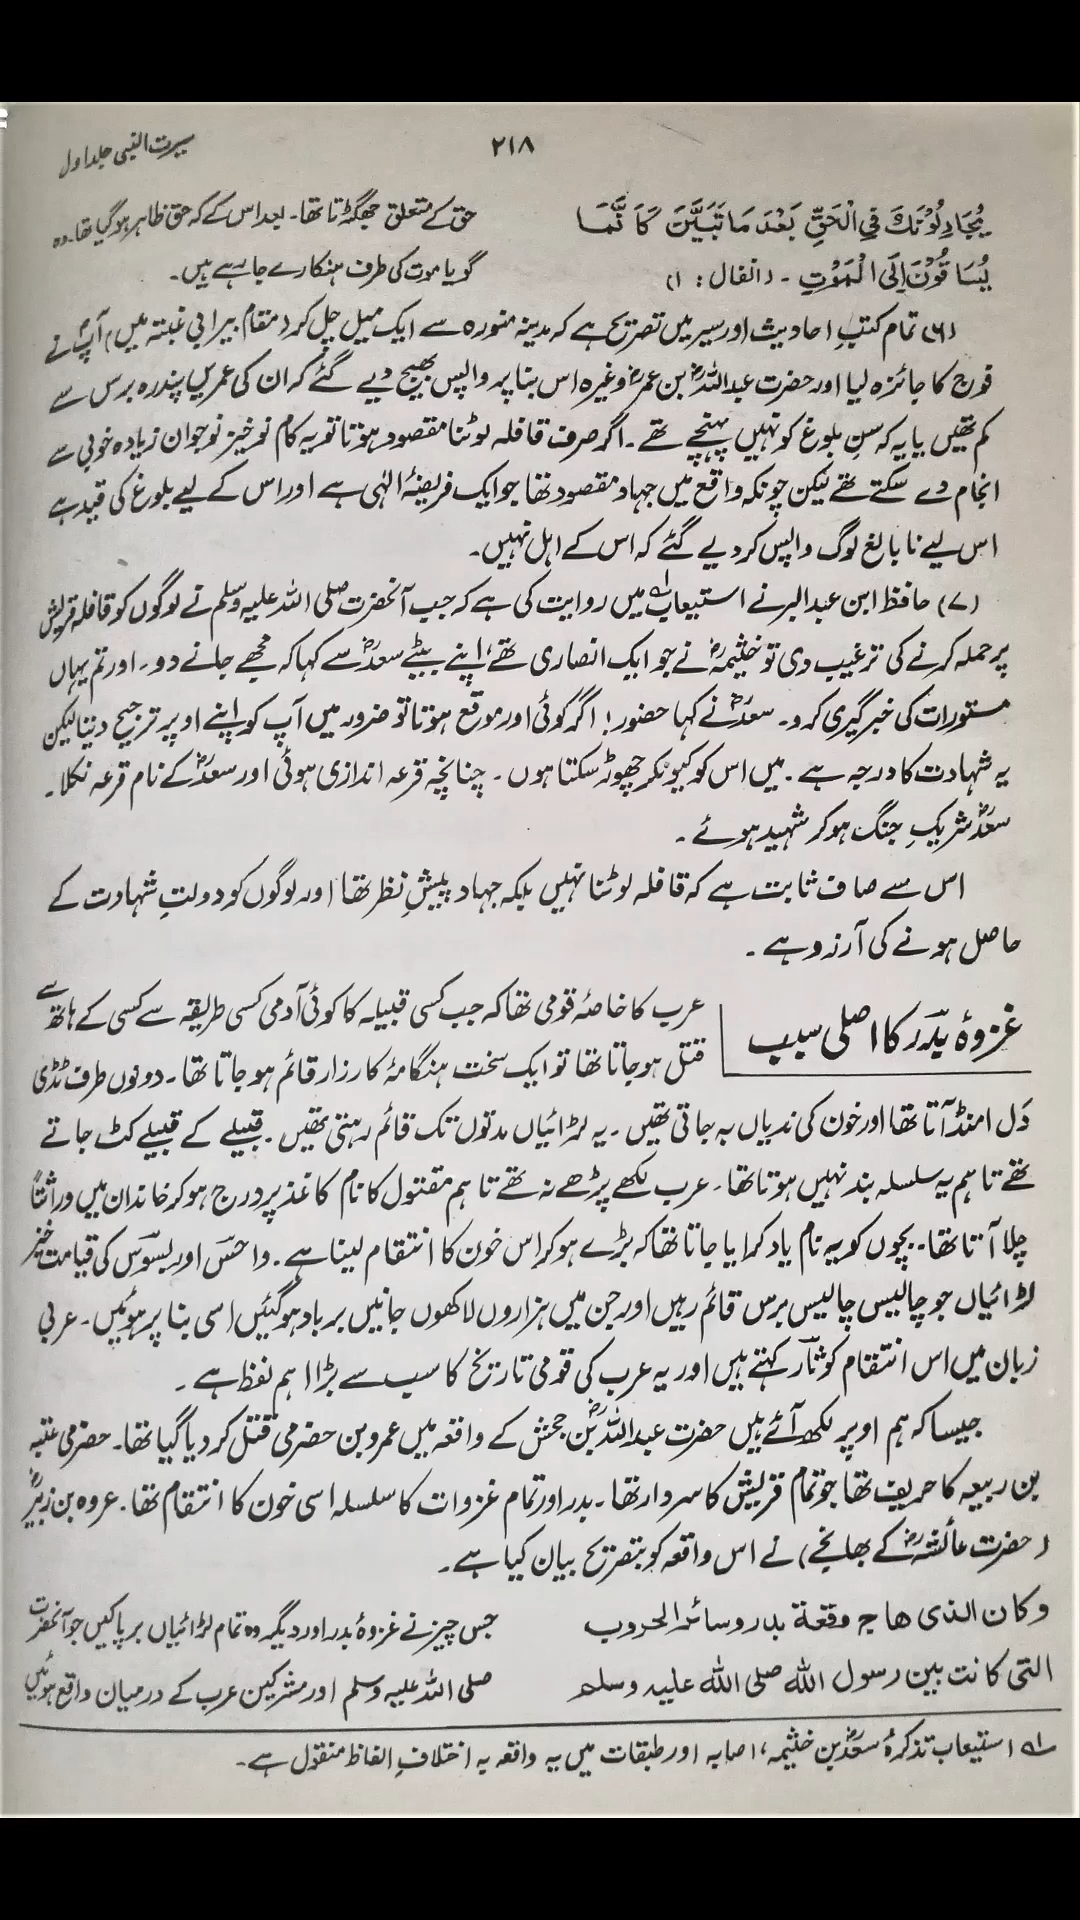 سیرت النبی جلد اول
۲۱۸
یُجَادِلُوْنَكَ فِی الْحَقِّ بَعْدَ مَا تَبَیَّنَ كَاَنَّمَا
یُسَاقُوْنَ اِلَی الْمَوْتِ ۔ (انفال : ۱)
حق کے متعلق جھگڑتا تھا۔ بعد اس کے کہ حق ظاہر ہوگیا تھا۔ وہ
گویا موت کی طرف ہنکارے جارہے ہیں۔
(۶) تمام کتبِ احادیث اور سیر میں تصریح ہے کہ مدینہ منورہ سے ایک میل چل کر (مقام بیر ابی عنبتہ میں) آپؐ نے
فوج کا جائزہ لیا اور حضرت عبداللہؓ بن عمرؓ وغیرہ اس بنا پر واپس بھیج دیے گئے کہ ان کی عمریں پندرہ برس سے
کم تھیں یا یہ کہ سنِ بلوغ کو نہیں پہنچے تھے۔ اگر صرف قافلہ لوٹنا مقصود ہوتا تو یہ کام نوخیز نوجوان زیادہ خوبی سے
انجام دے سکتے تھے لیکن چونکہ واقع میں جہاد مقصود تھا جو ایک فریضۂ الٰہی ہے اور اس کے لیے بلوغ کی قید ہے
اس لیے نابالغ لوگ واپس کر دیے گئے کہ اس کے اہل نہیں۔
(۷) حافظ ابن عبدالبر نے استیعاب؎۱ میں روایت کی ہے کہ جب آنحضرت صلی اللہ علیہ وسلم نے لوگوں کو قافلہ قریش
پر حملہ کرنے کی ترغیب دی تو خثیمہؓ نے جو ایک انصاری تھے، اپنے بیٹے سعدؓ سے کہا کہ مجھے جانے دو۔ اور تم یہاں
مستورات کی خبر گیری کرو۔ سعدؓ نے کہا حضور! اگر کوئی اور موقع ہوتا تو ضرور میں آپ کو اپنے اوپر ترجیح دیتا لیکن
یہ شہادت کا درجہ ہے۔ میں اس کو کیونکر چھوڑ سکتا ہوں۔ چنانچہ قرعہ اندازی ہوئی اور سعدؓ کے نام قرعہ نکلا۔
سعدؓ شریکِ جنگ ہوکر شہید ہوئے۔
اس سے صاف ثابت ہے کہ قافلہ لوٹنا نہیں بلکہ جہاد پیشِ نظر تھا اور لوگوں کو دولتِ شہادت کے
حاصل ہونے کی آرزو ہے۔
غزوۂ بدر کا اصلی سبب
عرب کا خاصۂ قومی تھا کہ جب کسی قبیلہ کا کوئی آدمی کسی طریقہ سے کسی کے ہاتھ سے
قتل ہوجاتا تھا تو ایک سخت ہنگامۂ کارزار قائم ہوجاتا تھا۔ دونوں طرف ٹڈی
دَل امنڈ آتا تھا اور خون کی ندیاں بہ جاتی تھیں۔ یہ لڑائیاں مدتوں تک قائم رہتی تھیں۔ قبیلے کے قبیلے کٹ جاتے
تھے تاہم یہ سلسلہ بند نہیں ہوتا تھا۔ عرب لکھے پڑھے نہ تھے تاہم مقتول کا نام کاغذ پر درج ہوکر خاندان میں وراثتاً
چلا آتا تھا۔ بچوں کو یہ نام یاد کرایا جاتا تھا کہ بڑے ہوکر اس خون کا انتقام لینا ہے۔ داحس اور بسوس کی قیامت خیز
لڑائیاں جو چالیس چالیس برس قائم رہیں اور جن میں ہزاروں لاکھوں جانیں برباد ہوگئیں اسی بنا پر ہوئیں۔ عربی
زبان میں اس انتقام کو ثار کہتے ہیں اور یہ عرب کی قومی تاریخ کا سب سے بڑا اہم لفظ ہے۔
جیسا کہ ہم اوپر لکھ آئے ہیں حضرت عبداللہؓ بن جحش کے واقعہ میں عمرو بن حضرمی قتل کر دیا گیا تھا۔ حضرمی عتبہ
بن ربیعہ کا حریف تھا جو تمام قریش کا سردار تھا۔ بدر اور تمام غزوات کا سلسلہ اسی خون کا انتقام تھا۔ عروہ بن زبیرؓ
(حضرت عائشہؓ کے بھانجے) نے اس واقعہ کو بتصریح بیان کیا ہے۔
وکان الذی ھاج وقعة بدر وسائر الحروب
التی کانت بین رسول اللہ صلی اللہ علیہ وسلم
جس چیز نے غزوۂ بدر اور دیگر وہ تمام لڑائیاں برپا کیں جو آنحضرت
صلی اللہ علیہ وسلم اور مشرکین عرب کے درمیان واقع ہوئیں
؎۱ استیعاب تذکرۂ سعدؓ بن خثیمہ، اصابہ اور طبقات میں یہ واقعہ بہ اختلافِ الفاظ منقول ہے۔